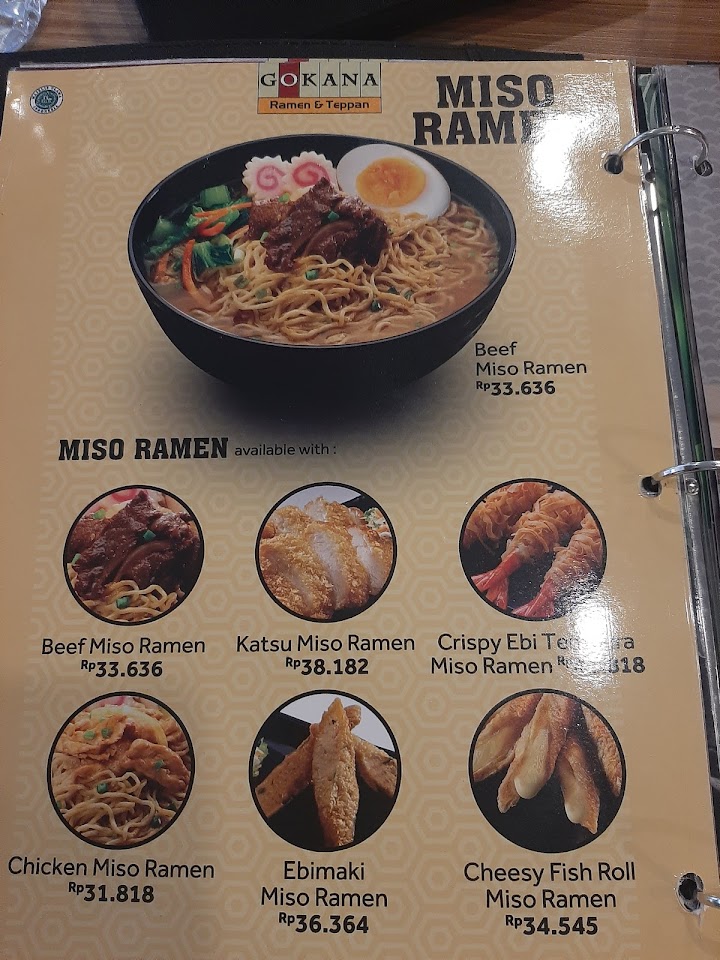 GOKANA
Ramen & Teppan
MISO
Beef
Miso Ramen
Rp33.636
MISO RAMEN available with :
Beef Miso Ramen
Rp33.636
Katsu Miso Ramen
Rp38.182
Crispy Ebi
Miso Ramen
Chicken Miso Ramen
Rp31.818
Ebimaki
Miso Ramen
Rp36.364
Cheesy Fish Roll
Miso Ramen
Rp34.545